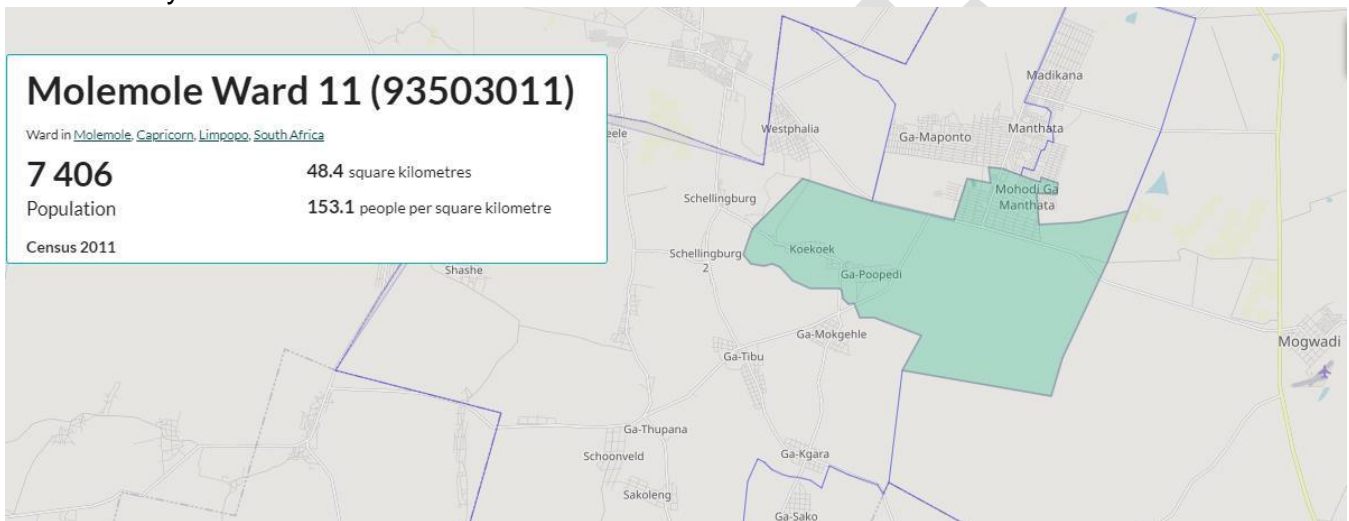 Molemole Ward 11 (93503011)
Ward in Molemole, Capricorn, Limpopo, South Africa
7 406
Population
48.4 square kilometres
153.1 people per square kilometre
Census 2011
Madikana
Westphalia
Ga-Maponto
Manthata
Schellingburg
Mohodi Ga
Manthata
Schellingburg
2
Koekoek
Ga-Poopedi
Shashe
Ga-Mokgehle
Mogwadi
Ga-Tibu
Ga-Thupana
Schoonveld
Ga-Kgara
Sakoleng
Ga-Sako